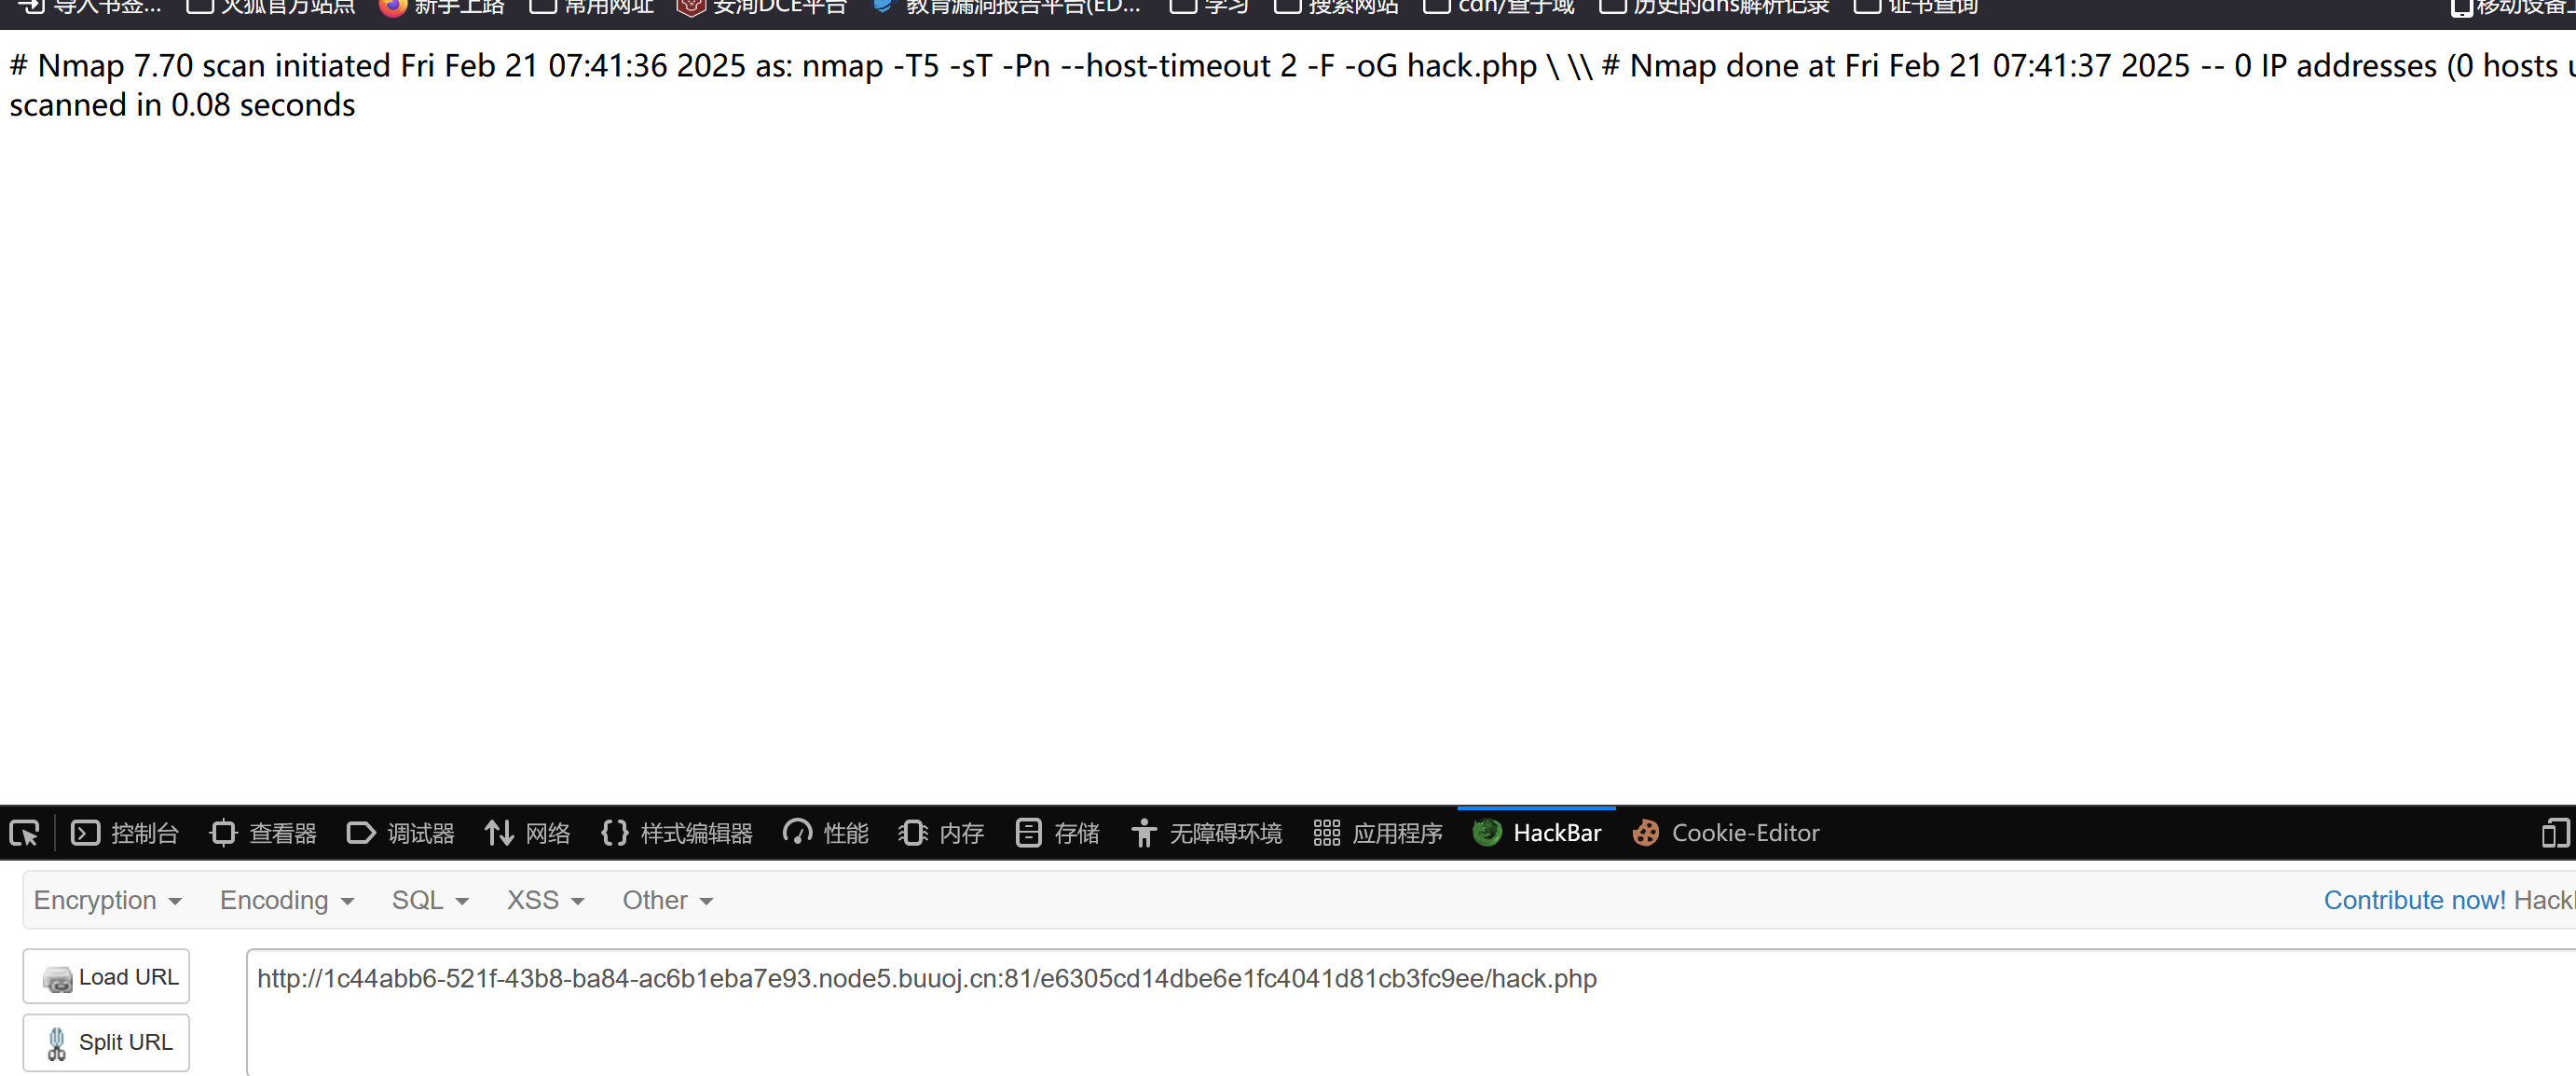 导入书签... 火狐官方站点 新手上路 常用网址 安洵DCE平台 教育漏洞报告平台(ED... 学习 搜索网站 cdn/查子域 历史的dns解析记录 证书查询 移动设备上
# Nmap 7.70 scan initiated Fri Feb 21 07:41:36 2025 as: nmap -T5 -sT -Pn --host-timeout 2 -F -oG hack.php \ \\ # Nmap done at Fri Feb 21 07:41:37 2025 -- 0 IP addresses (0 hosts
scanned in 0.08 seconds
控制台 查看器 调试器 网络 样式编辑器 性能 内存 存储 无障碍环境 应用程序 HackBar Cookie-Editor
Encryption Encoding SQL XSS Other Contribute now!
Load URL http://1c44abb6-521f-43b8-ba84-ac6b1eba7e93.node5.buuoj.cn:81/e6305cd14dbe6e1fc4041d81cb3fc9ee/hack.php
Split URL